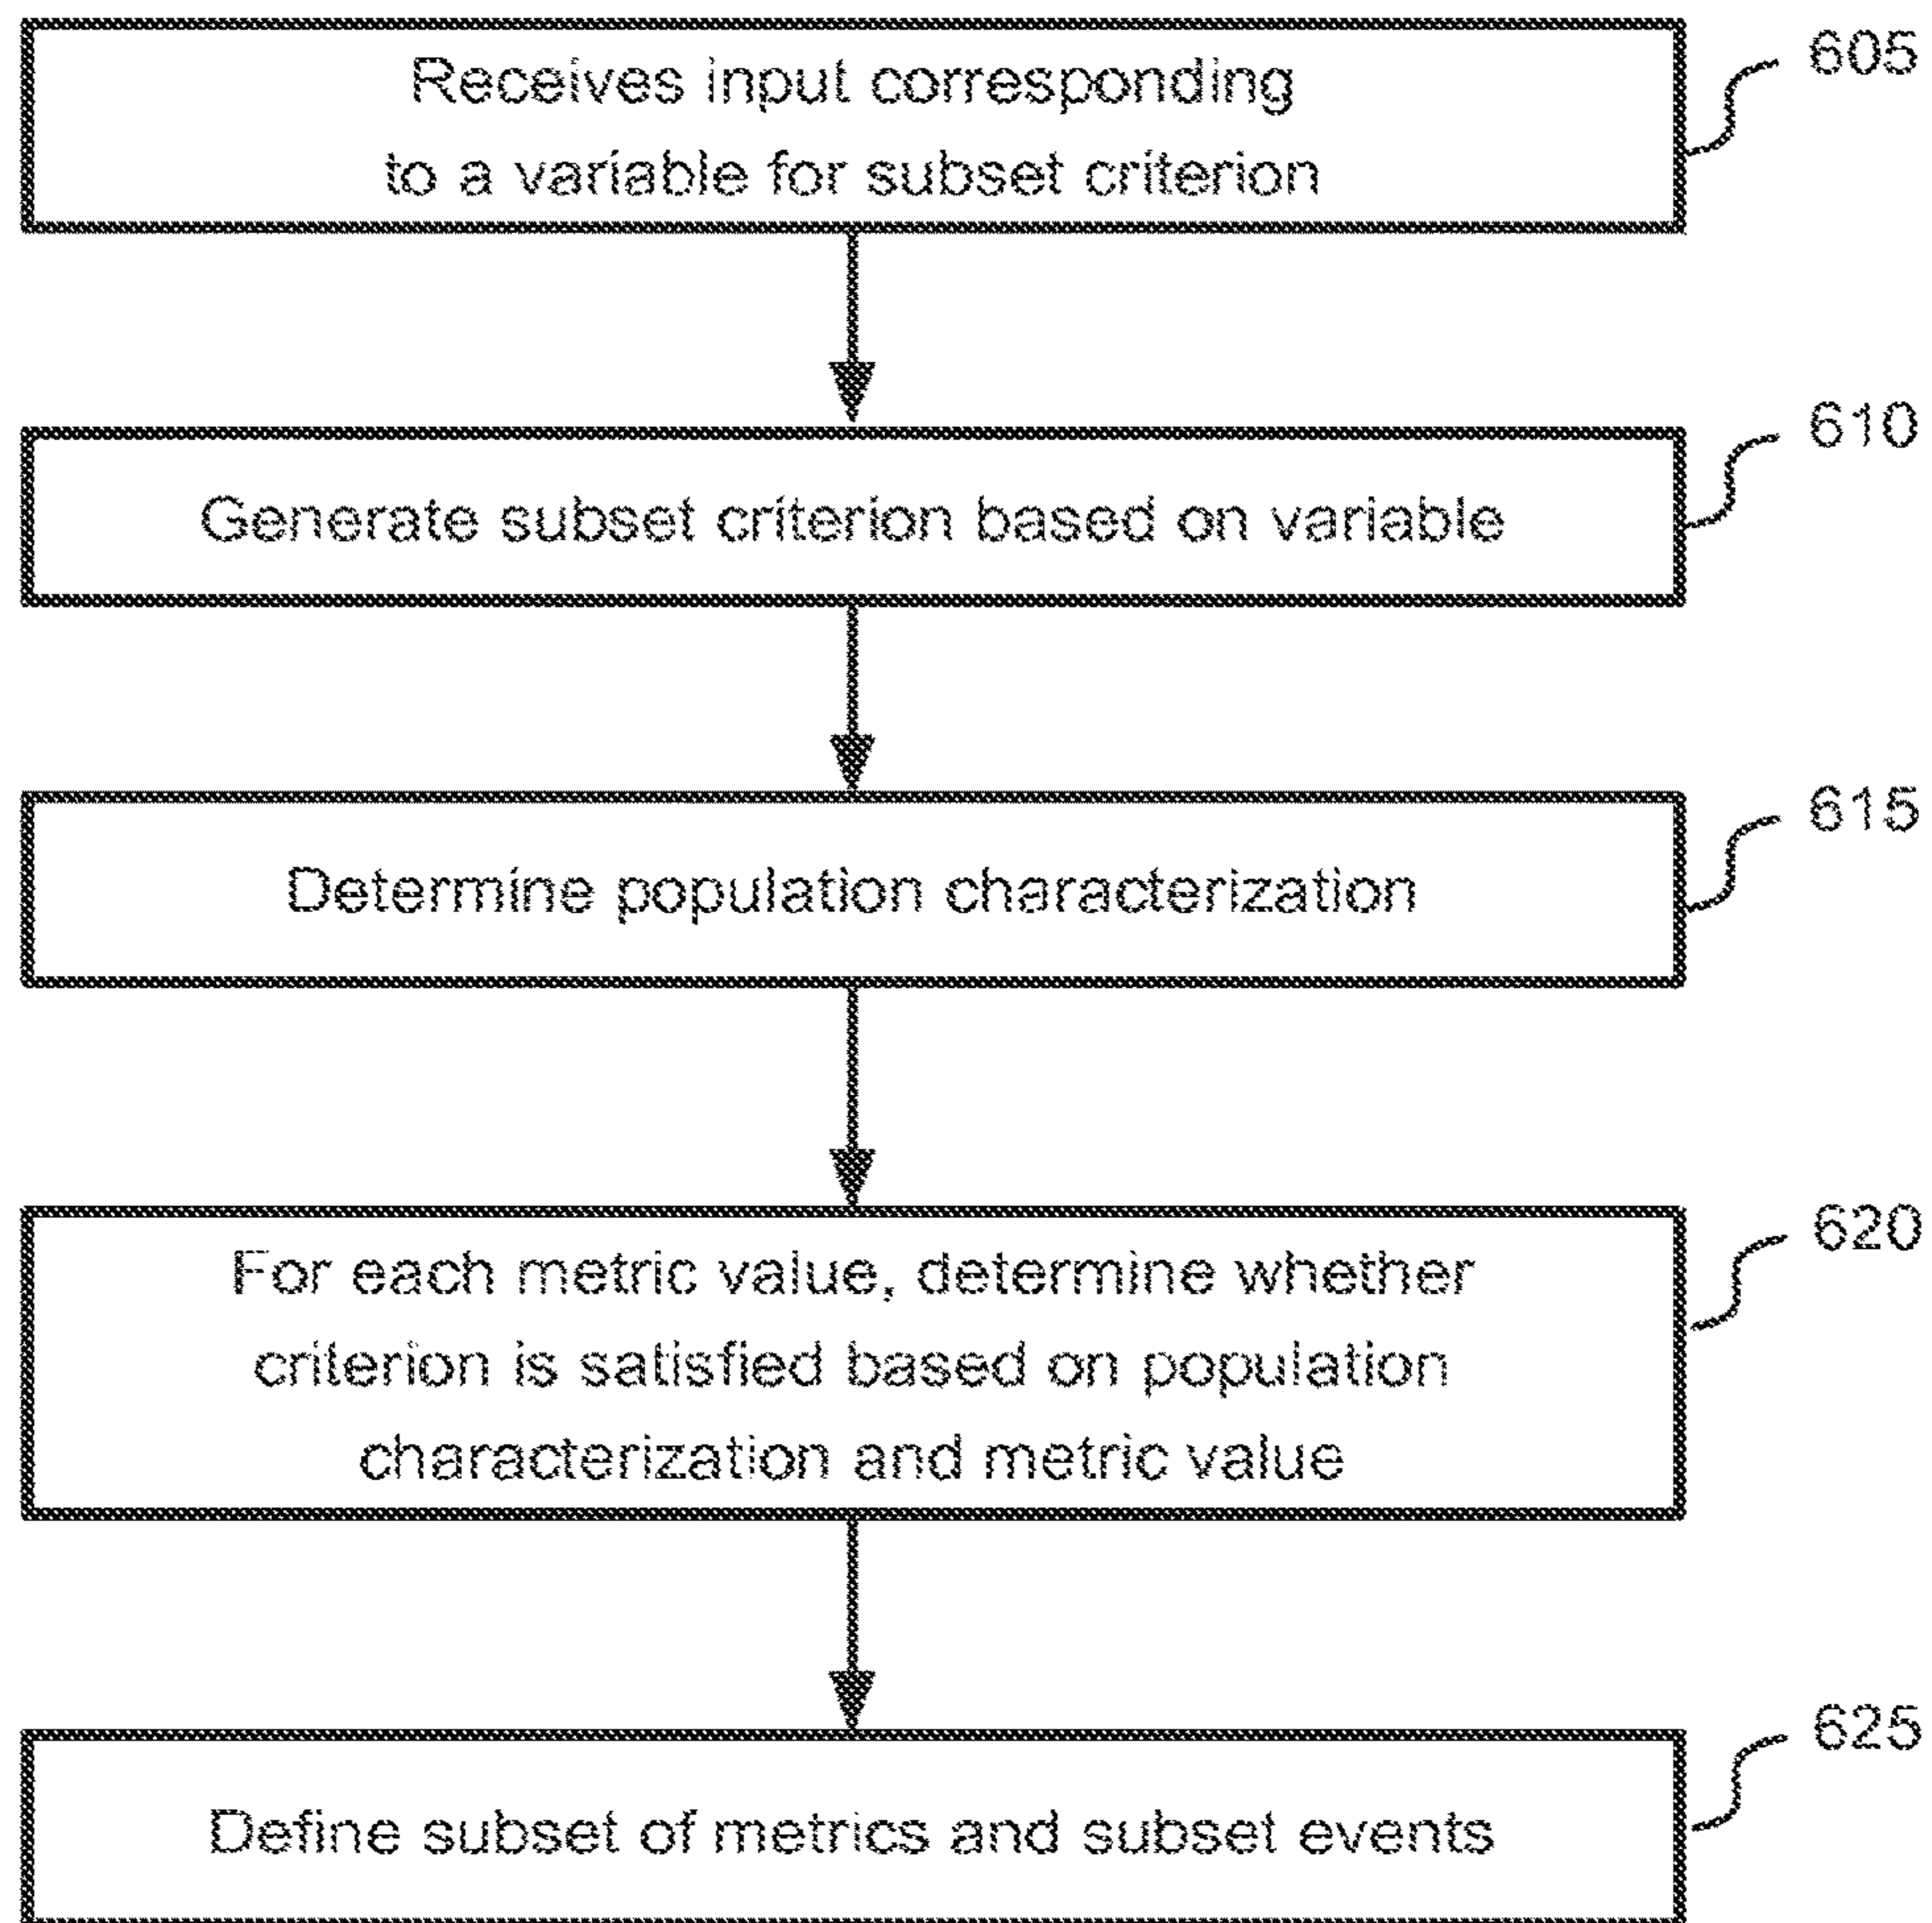 Receives input corresponding
to a variable for subset criterion
605
Generate subset criterion based on variable
610
Determine population characterization
615
For each metric value, determine whether
criterion is satisfied based on population
characterization and metric value
620
Define subset of metrics and subset events
625